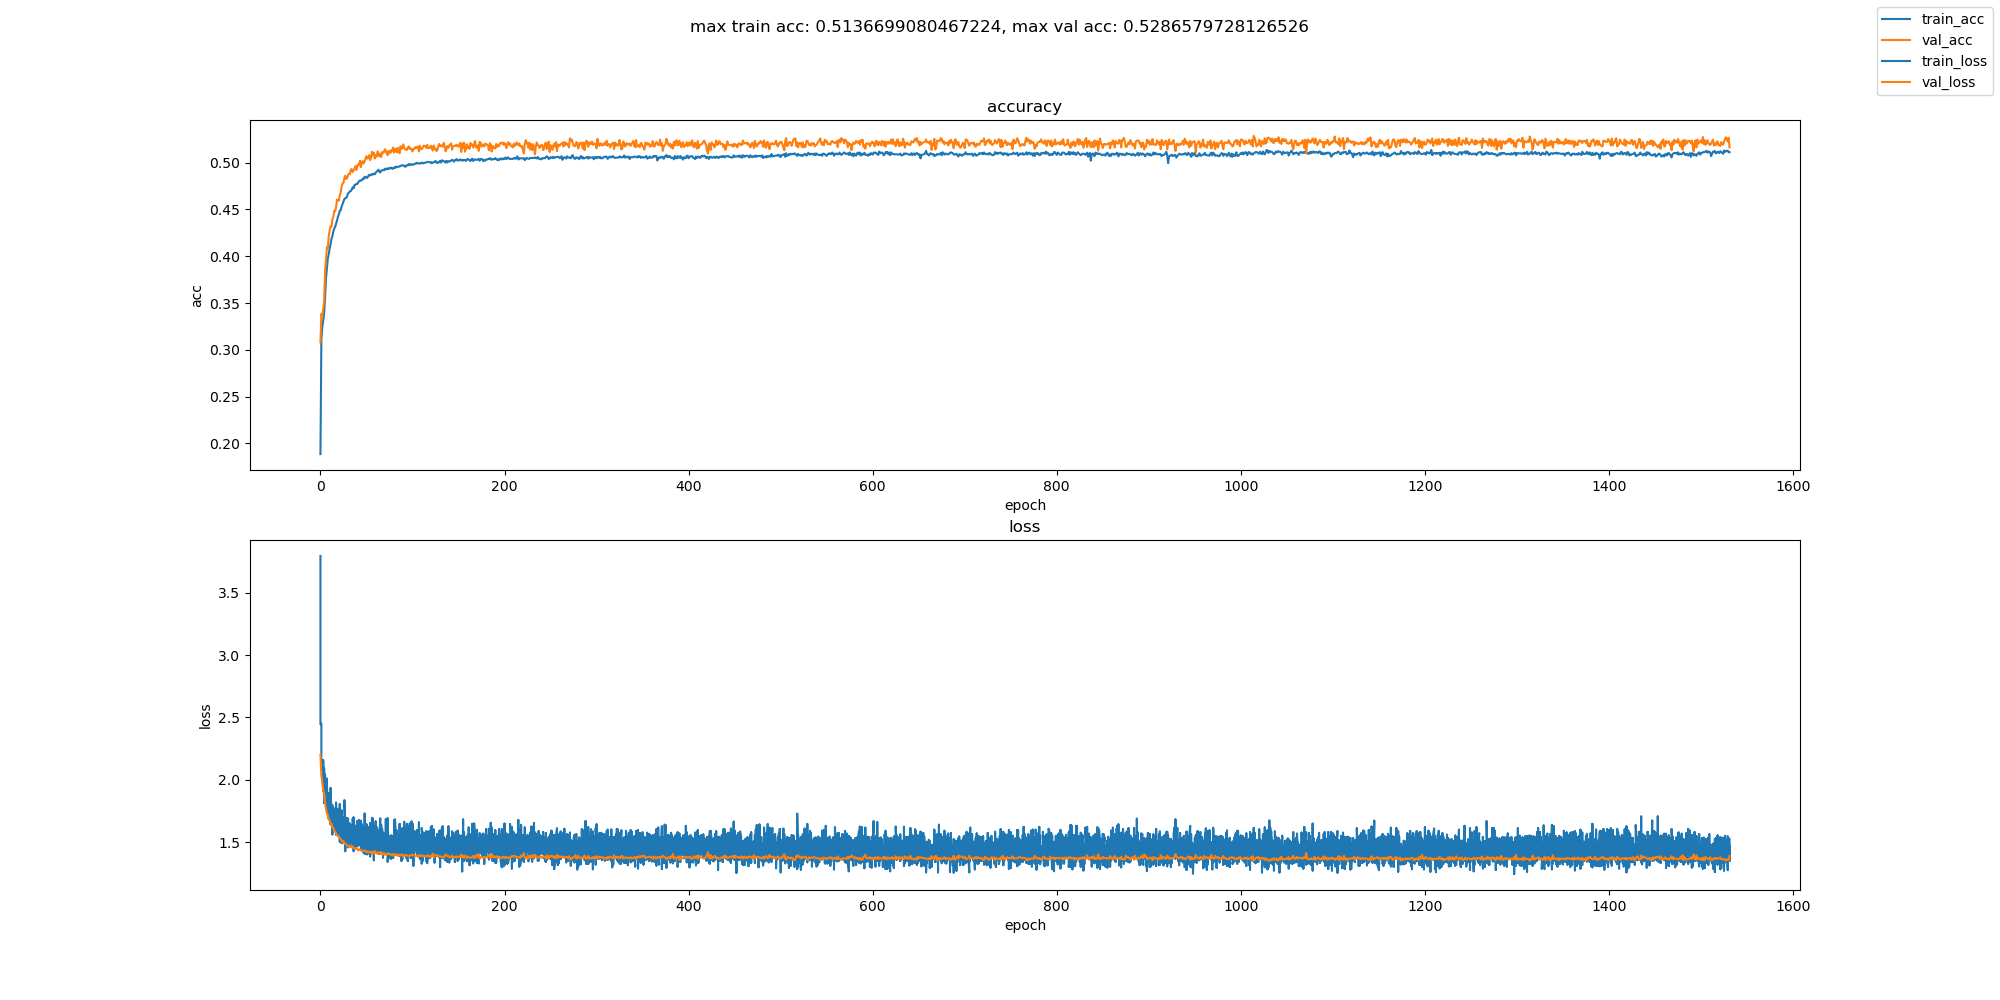 max train acc: 0.5136699080467224, max val acc: 0.5286579728126526
train_acc
val_acc
train_loss
val_loss
accuracy
0.50
0.45
0.40
0.35
0.30
0.25
0.20
acc
0 200 400 600 800 1000 1200 1400 1600
epoch
loss
3.5
3.0
2.5
2.0
1.5
loss
0 200 400 600 800 1000 1200 1400 1600
epoch